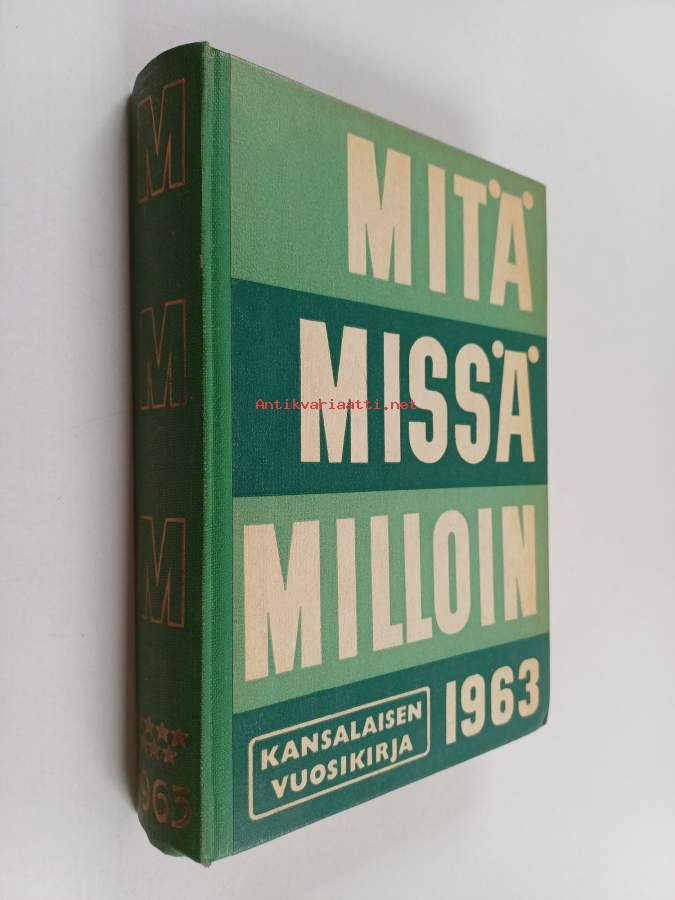 M
M
M
1963
MITÄ
MISSÄ
MILLOIN
KANSALAISEN
VUOSIKIRJA
1963
Antikvariaatti.net